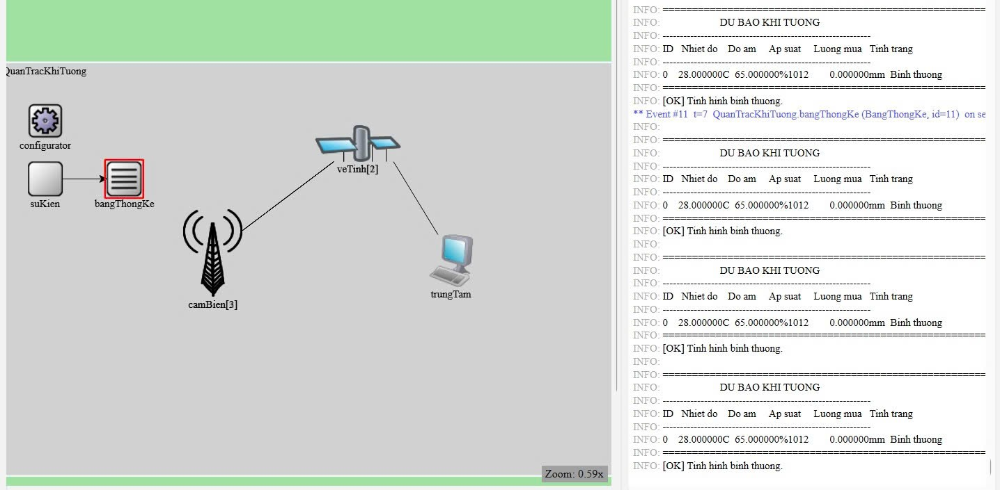 QuanTracKhiTuong
configurator
suKien
bangThongKe
veTinh[2]
camBien[3]
trungTam
Zoom: 0.59x
INFO: ==========================================================
INFO: DU BAO KHI TUONG
INFO: ------------------------------------------------------------
INFO: ID Nhiet do Do am Ap suat Luong mua Tinh trang
INFO: ------------------------------------------------------------
INFO: 0 28.000000C 65.000000%1012 0.000000mm Binh thuong
INFO: ==========================================================
INFO: [OK] Tinh hinh binh thuong.
** Event #11 t=7 QuanTracKhiTuong.bangThongKe (BangThongKe, id=11) on se
INFO:
INFO: ==========================================================
INFO: DU BAO KHI TUONG
INFO: ------------------------------------------------------------
INFO: ID Nhiet do Do am Ap suat Luong mua Tinh trang
INFO: ------------------------------------------------------------
INFO: 0 28.000000C 65.000000%1012 0.000000mm Binh thuong
INFO: ==========================================================
INFO: [OK] Tinh hinh binh thuong.
INFO:
INFO: ==========================================================
INFO: DU BAO KHI TUONG
INFO: ------------------------------------------------------------
INFO: ID Nhiet do Do am Ap suat Luong mua Tinh trang
INFO: ------------------------------------------------------------
INFO: 0 28.000000C 65.000000%1012 0.000000mm Binh thuong
INFO: ==========================================================
INFO: [OK] Tinh hinh binh thuong.
INFO:
INFO: ==========================================================
INFO: DU BAO KHI TUONG
INFO: ------------------------------------------------------------
INFO: ID Nhiet do Do am Ap suat Luong mua Tinh trang
INFO: ------------------------------------------------------------
INFO: 0 28.000000C 65.000000%1012 0.000000mm Binh thuong
INFO: ==========================================================
INFO: [OK] Tinh hinh binh thuong.